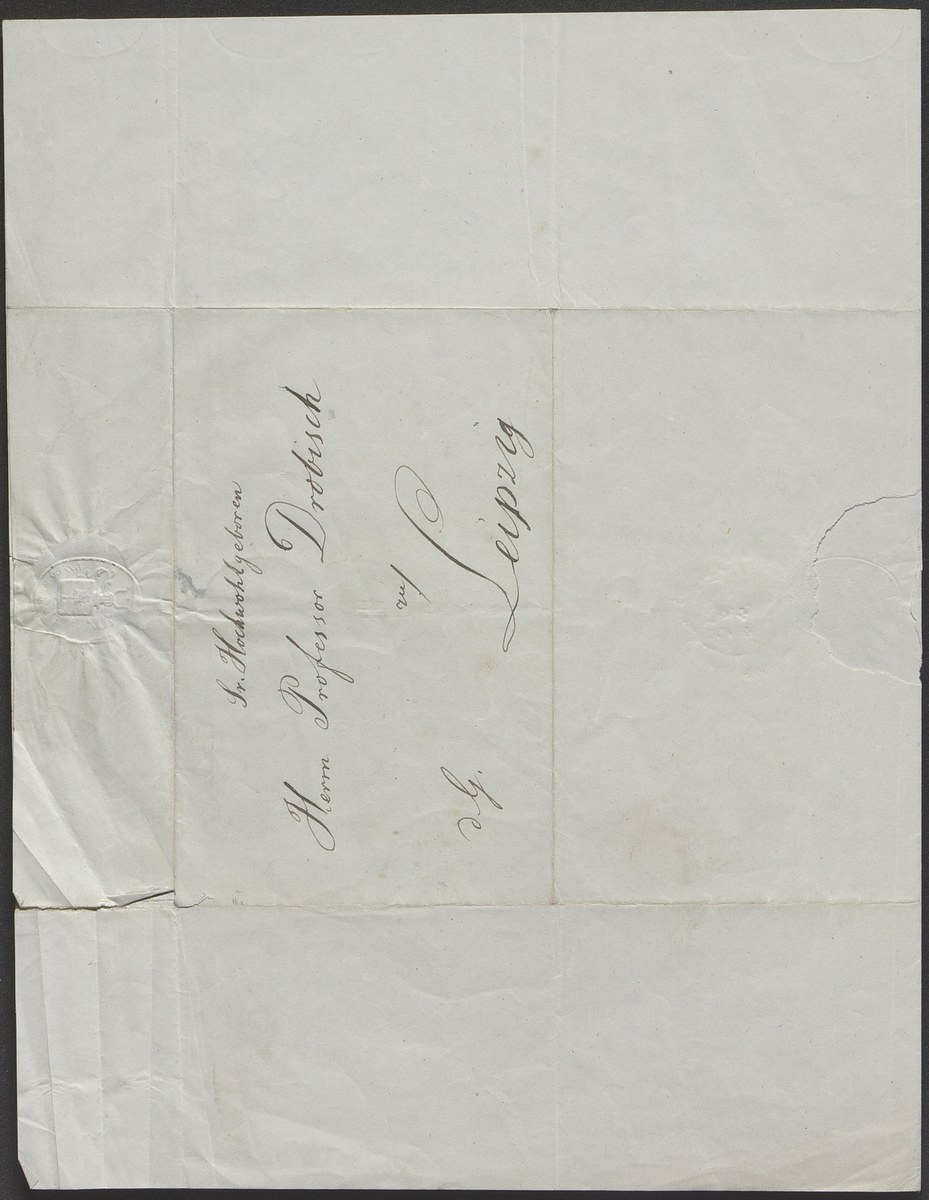 Sr. Hochwohlgeboren
Herrn Professor Drobisch
zu
Leipzig
d. G.